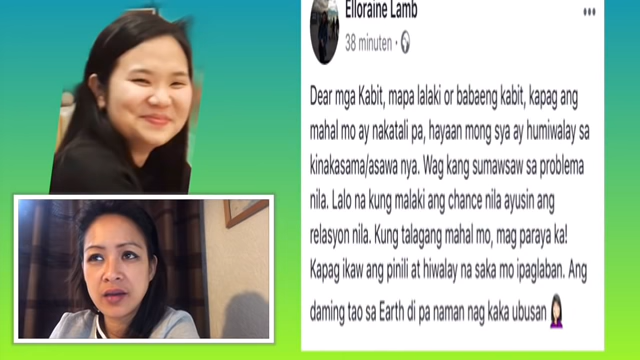 Elloraine Lamb
38 minuten ·
Dear mga Kabit, mapa lalaki or babaeng kabit, kapag ang
mahal mo ay nakatali pa, hayaan mong sya ay humiwalay sa
kinakasama/asawa nya. Wag kang sumawsaw sa problema
nila. Lalo na kung malaki ang chance nila ayusin ang
relasyon nila. Kung talagang mahal mo, mag paraya ka!
Kapag ikaw ang pinili at hiwalay na saka mo ipaglaban. Ang
daming tao sa Earth di pa naman nag kaka ubusan